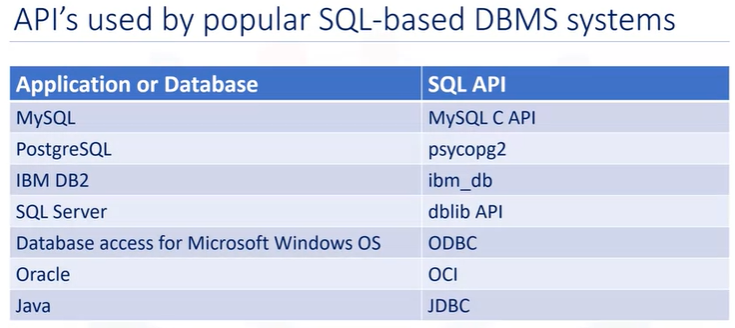 API's used by popular SQL-based DBMS systems
Application or Database SQL API
MySQL MySQL C API
PostgreSQL psycopg2
IBM DB2 ibm_db
SQL Server dblib API
Database access for Microsoft Windows OS ODBC
Oracle OCI
Java JDBC